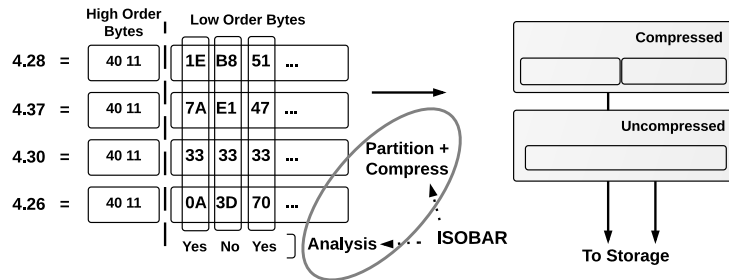 High Order Bytes
Low Order Bytes
4.28 = 40 11 1E B8 51 ...
4.37 = 40 11 7A E1 47 ...
4.30 = 40 11 33 33 33 ...
4.26 = 40 11 0A 3D 70 ...
Yes No Yes
Analysis
Partition +
Compress
ISOBAR
Compressed
Uncompressed
To Storage